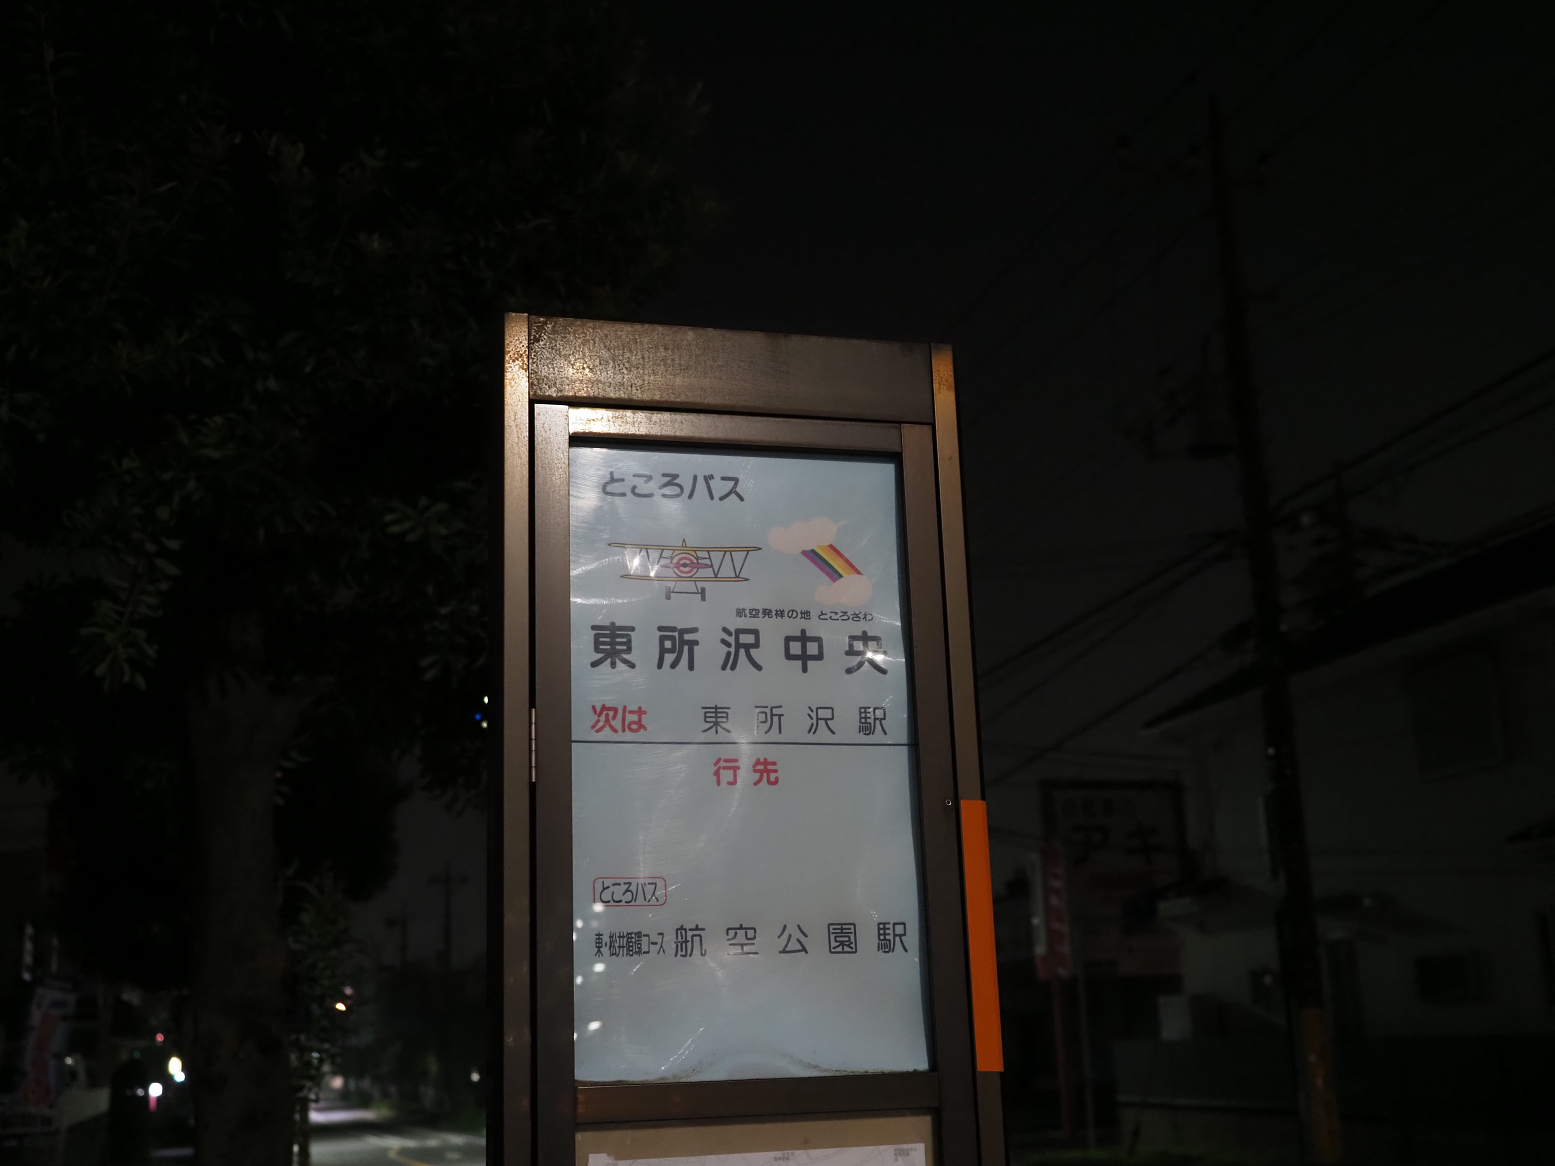 ところバス
航空発祥の地 ところざわ
東所沢中央
次は 東所沢駅
行先
ところバス
東・松井循環コース 航空公園駅